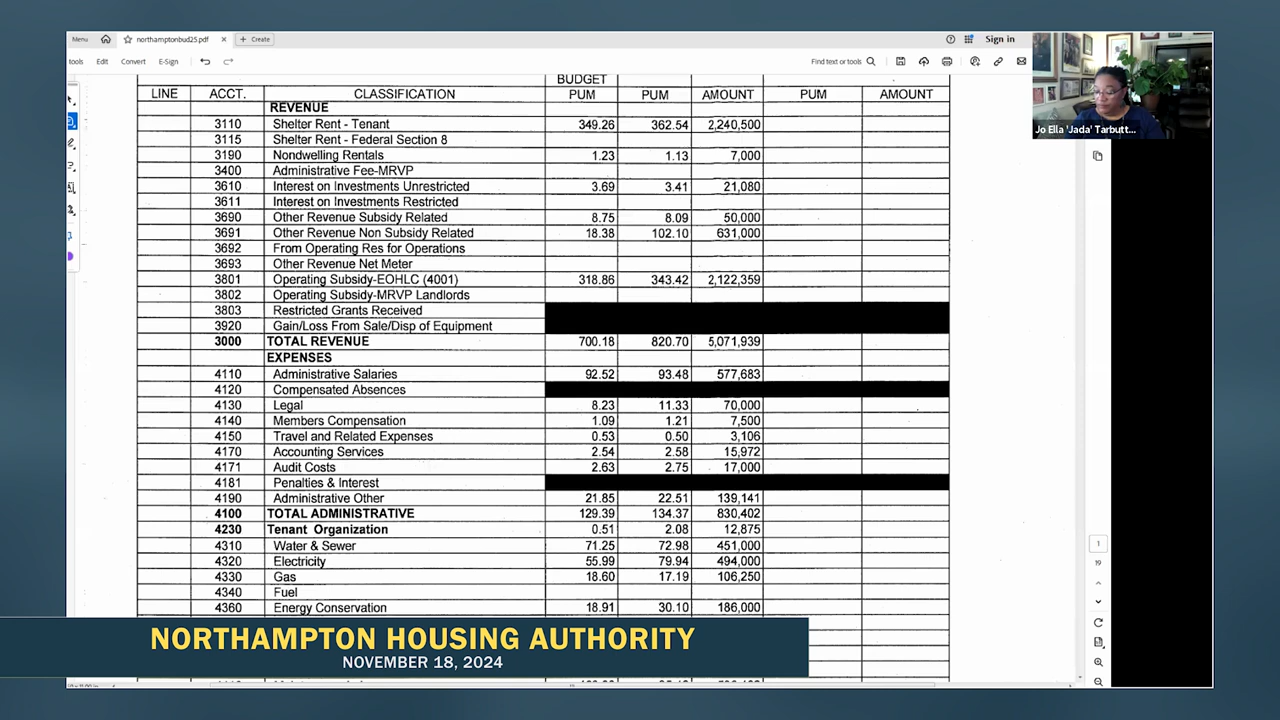 Menu northamptonbud25.pdf × + Create Sign in
tools Edit Convert E-Sign Find text or tools
BUDGET
LINE ACCT. CLASSIFICATION PUM PUM AMOUNT PUM AMOUNT
REVENUE
3110 Shelter Rent - Tenant 349.26 362.54 2,240,500
3115 Shelter Rent - Federal Section 8
3190 Nondwelling Rentals 1.23 1.13 7,000
3400 Administrative Fee-MRVP
3610 Interest on Investments Unrestricted 3.69 3.41 21,080
3611 Interest on Investments Restricted
3690 Other Revenue Subsidy Related 8.75 8.09 50,000
3691 Other Revenue Non Subsidy Related 18.38 102.10 631,000
3692 From Operating Res for Operations
3693 Other Revenue Net Meter
3801 Operating Subsidy-EOHLC (4001) 318.86 343.42 2,122,359
3802 Operating Subsidy-MRVP Landlords
3803 Restricted Grants Received
3920 Gain/Loss From Sale/Disp of Equipment
3000 TOTAL REVENUE 700.18 820.70 5,071,939
EXPENSES
4110 Administrative Salaries 92.52 93.48 577,683
4120 Compensated Absences
4130 Legal 8.23 11.33 70,000
4140 Members Compensation 1.09 1.21 7,500
4150 Travel and Related Expenses 0.53 0.50 3,106
4170 Accounting Services 2.54 2.58 15,972
4171 Audit Costs 2.63 2.75 17,000
4181 Penalties & Interest
4190 Administrative Other 21.85 22.51 139,141
4100 TOTAL ADMINISTRATIVE 129.39 134.37 830,402
4230 Tenant Organization 0.51 2.08 12,875
4310 Water & Sewer 71.25 72.98 451,000
4320 Electricity 55.99 79.94 494,000
4330 Gas 18.60 17.19 106,250
4340 Fuel
4360 Energy Conservation 18.91 30.10 186,000
Jo Ella 'Jada' Tarbutt...
1
19
NORTHAMPTON HOUSING AUTHORITY
NOVEMBER 18, 2024